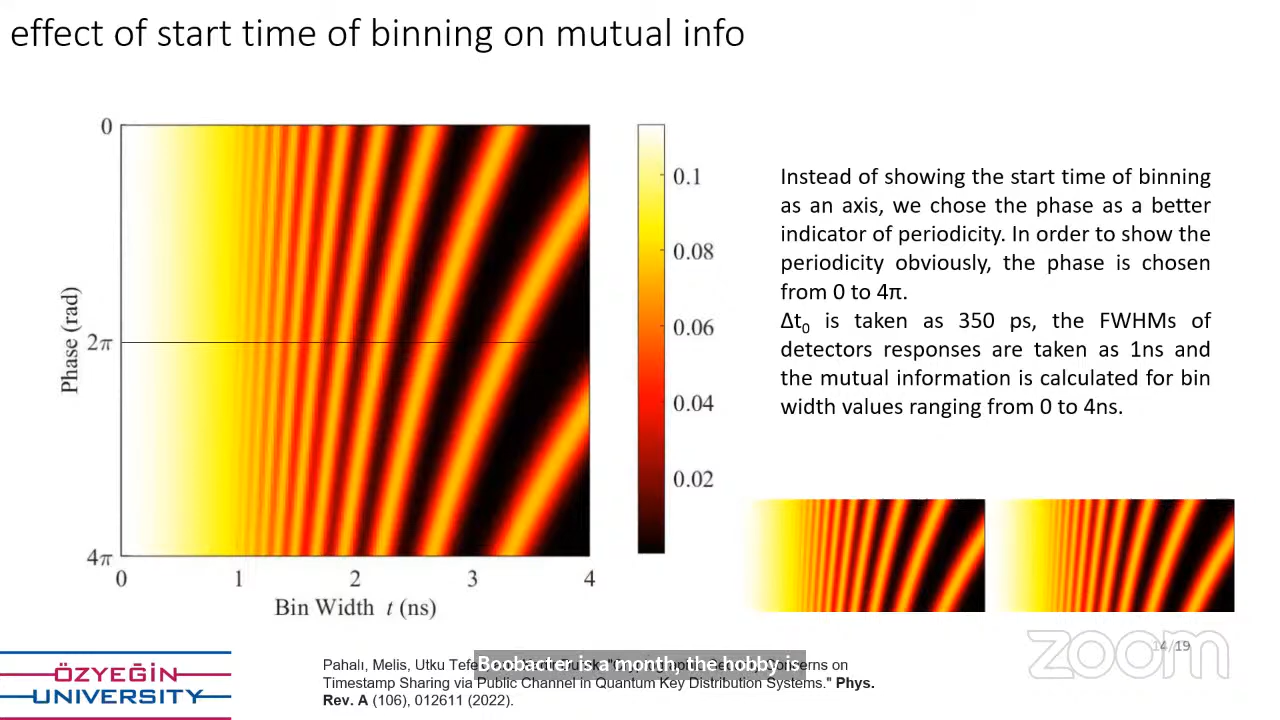 effect of start time of binning on mutual info
0
2π
4π
Phase (rad)
0
1
2
3
4
Bin Width t (ns)
0.1
0.08
0.06
0.04
0.02
Instead of showing the start time of binning
as an axis, we chose the phase as a better
indicator of periodicity. In order to show the
periodicity obviously, the phase is chosen
from 0 to 4π.
Δt₀ is taken as 350 ps, the FWHMs of
detectors responses are taken as 1ns and
the mutual information is calculated for bin
width values ranging from 0 to 4ns.
ÖZYEĞİN
UNIVERSITY
Pahalı, Melis, Utku Tefe
Boobacter is a month, the hobby is
Timestamp Sharing via Public Channel in Quantum Key Distribution Systems." Phys.
Rev. A (106), 012611 (2022).
14/19
zoom